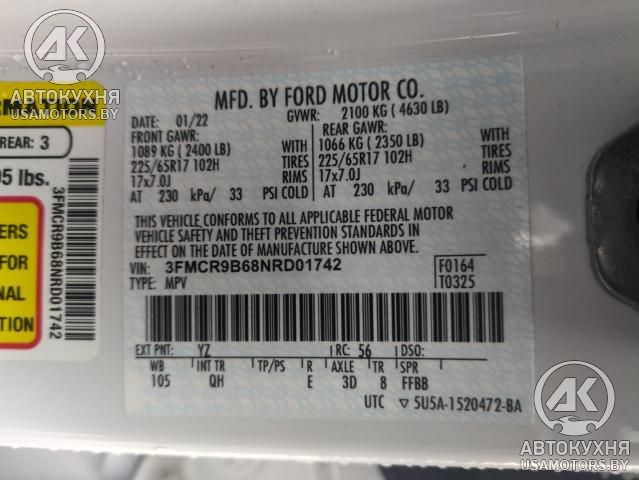 АВТОКУХНЯ
USAMOTORS.BY
АВТОКУХНЯ
USAMOTORS.BY
REAR: 3
lbs.
3FMCR9B68NRD01742
MFD. BY FORD MOTOR CO.
DATE: 01/22 GVWR: 2100 KG ( 4630 LB)
FRONT GAWR: REAR GAWR:
1089 KG ( 2400 LB) WITH 1066 KG ( 2350 LB) WITH
225/65R17 102H TIRES 225/65R17 102H TIRES
17x7.0J RIMS 17x7.0J RIMS
AT 230 kPa/ 33 PSI COLD AT 230 kPa/ 33 PSI COLD
THIS VEHICLE CONFORMS TO ALL APPLICABLE FEDERAL MOTOR
VEHICLE SAFETY AND THEFT PREVENTION STANDARDS IN
EFFECT ON THE DATE OF MANUFACTURE SHOWN ABOVE.
VIN: 3FMCR9B68NRD01742 F0164
TYPE: MPV T0325
EXT PNT: YZ RC: 56 DSO:
WB INT TR TP/PS R AXLE TR SPR
105 QH E 3D 8 FFBB
UTC ▽ 5U5A-1520472-BA
АВТОКУХНЯ
USAMOTORS.BY